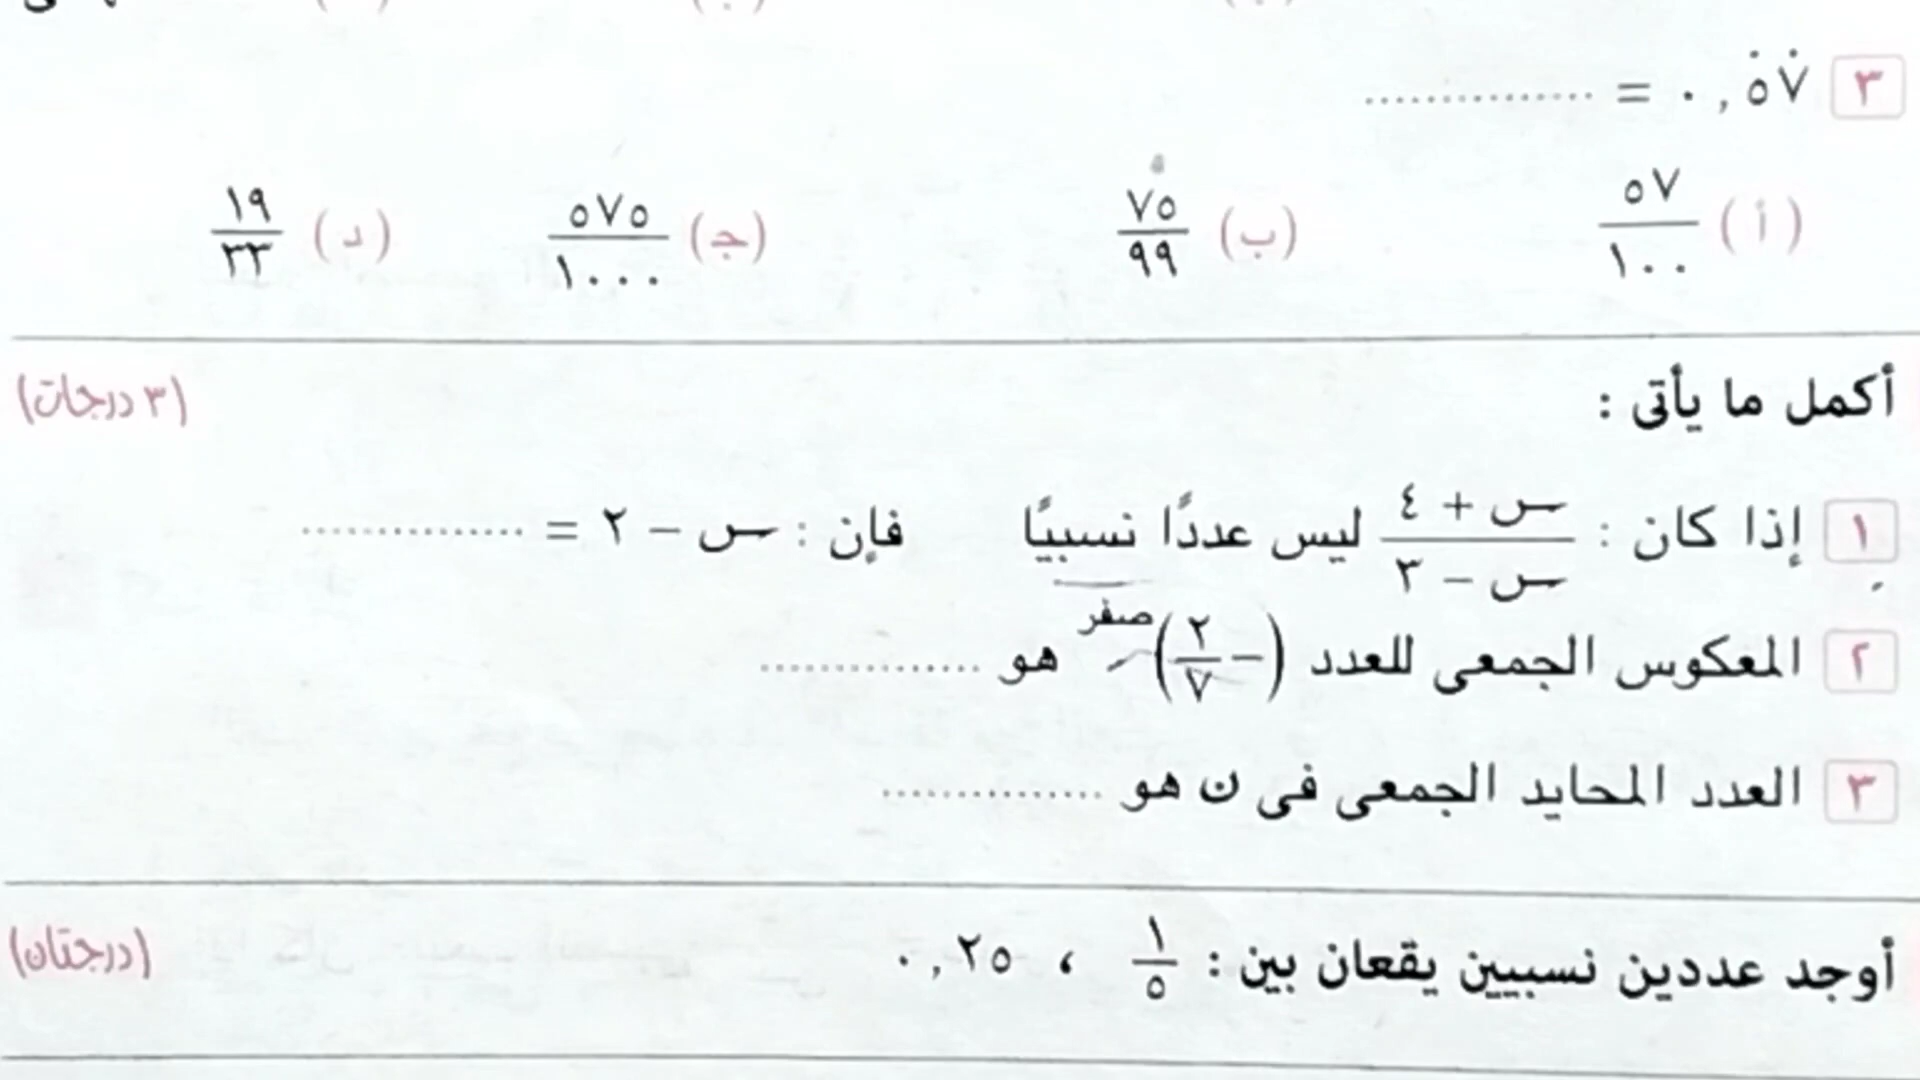 ٣ ٠,٥̇٧̇ = ...............
(أ) ٥٧/١٠٠ (ب) ٧٥/٩٩ (جـ) ٥٧٥/١٠٠٠ (د) ١٩/٣٣
أكمل ما يأتى : (٣ درجات)
١ إذا كان : (س + ٤)/(س − ٣) ليس عددًا نسبيًا فإن : س − ٢ = ...............
٢ المعكوس الجمعى للعدد (−٢/٧)^صفر هو ...............
٣ العدد المحايد الجمعى فى ن هو ...............
أوجد عددين نسبيين يقعان بين : ١/٥ ، ٠,٢٥ (درجتان)